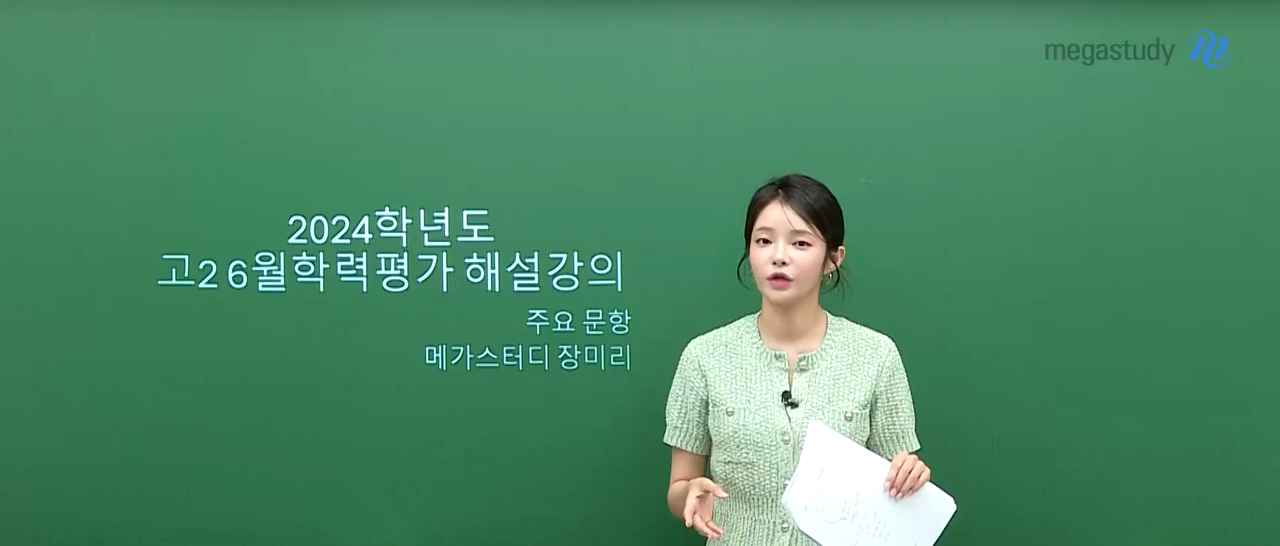 megastudy
2024학년도
고2 6월학력평가 해설강의
주요 문항
메가스터디 장미리